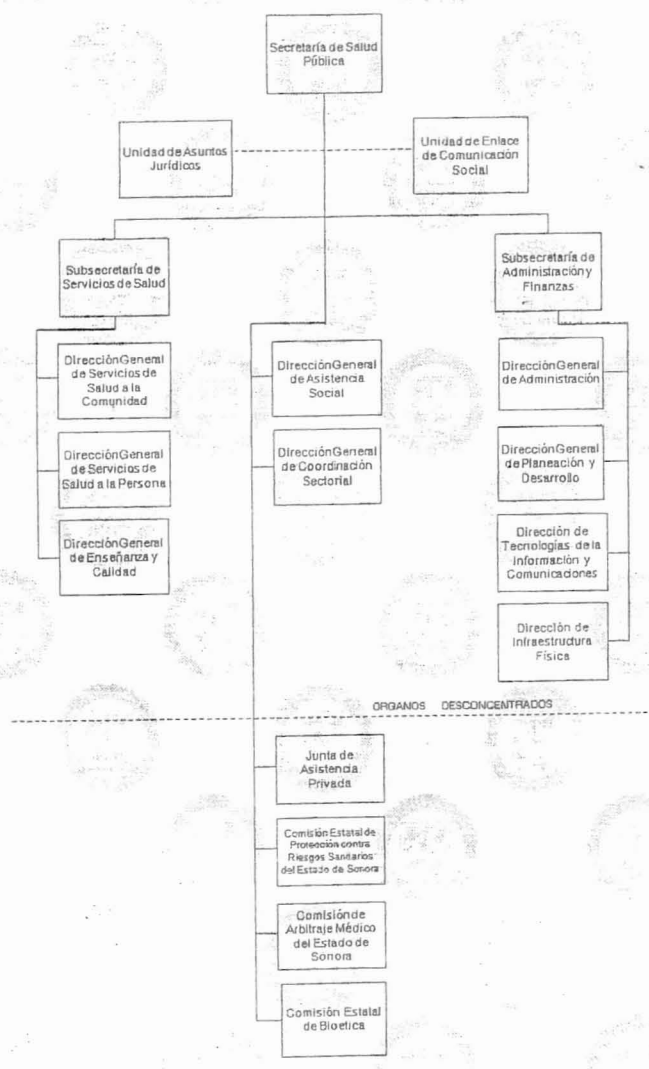 Secretaría de Salud
Pública
Unidad de Asuntos
Jurídicos
Unidad de Enlace
de Comunicación
Social
Subsecretaría de
Servicios de Salud
Subsecretaría de
Administración y
Finanzas
Dirección General
de Servicios de
Salud a la
Comunidad
Dirección General
de Servicios de
Salud a la Persona
Dirección General
de Enseñanza y
Calidad
Dirección General
de Asistencia
Social
Dirección General
de Coordinación
Sectorial
Dirección General
de Administración
Dirección General
de Planeación y
Desarrollo
Dirección de
Tecnologías de la
Información y
Comunicaciones
Dirección de
Infraestructura
Física
ORGANOS DESCONCENTRADOS
Junta de
Asistencia
Privada
Comisión Estatal de
Protección contra
Riesgos Sanitarios
del Estado de Sonora
Comisión de
Arbitraje Médico
del Estado de
Sonora
Comisión Estatal
de Bioetica